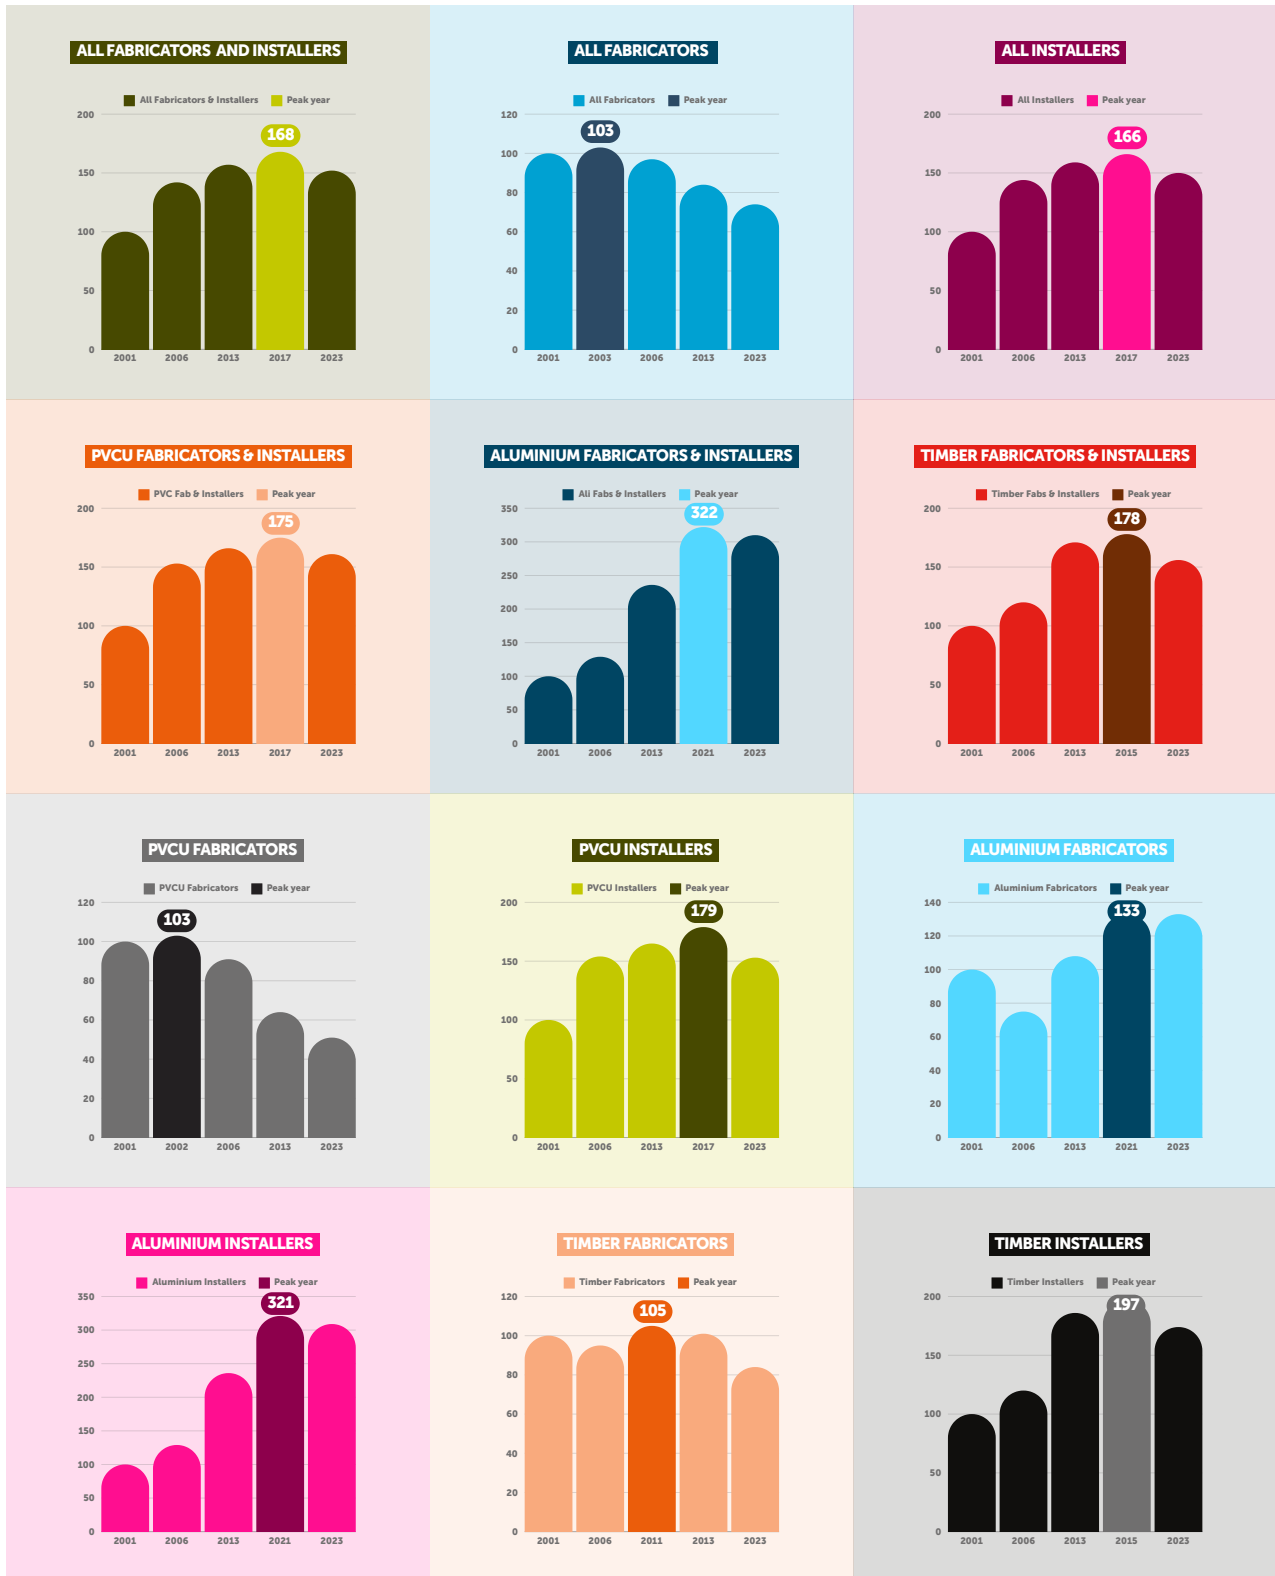 ALL FABRICATORS AND INSTALLERS
All Fabricators & Installers Peak year
200
168
150
100
50
0
2001 2006 2013 2017 2023
ALL FABRICATORS
All Fabricators Peak year
120
103
100
80
60
40
20
0
2001 2003 2006 2013 2023
ALL INSTALLERS
All Installers Peak year
200
166
150
100
50
0
2001 2006 2013 2017 2023
PVCU FABRICATORS & INSTALLERS
PVC Fab & Installers Peak year
200
175
150
100
50
0
2001 2006 2013 2017 2023
ALUMINIUM FABRICATORS & INSTALLERS
Ali Fabs & Installers Peak year
350
322
300
250
200
150
100
50
0
2001 2006 2013 2021 2023
TIMBER FABRICATORS & INSTALLERS
Timber Fabs & Installers Peak year
200
178
150
100
50
0
2001 2006 2013 2015 2023
PVCU FABRICATORS
PVCU Fabricators Peak year
120
103
100
80
60
40
20
0
2001 2002 2006 2013 2023
PVCU INSTALLERS
PVCU Installers Peak year
200
179
150
100
50
0
2001 2006 2013 2017 2023
ALUMINIUM FABRICATORS
Aluminium Fabricators Peak year
140
133
120
100
80
60
40
20
0
2001 2006 2013 2021 2023
ALUMINIUM INSTALLERS
Aluminium Installers Peak year
350
321
300
250
200
150
100
50
0
2001 2006 2013 2021 2023
TIMBER FABRICATORS
Timber Fabricators Peak year
120
105
100
80
60
40
20
0
2001 2006 2011 2013 2023
TIMBER INSTALLERS
Timber Installers Peak year
200
197
150
100
50
0
2001 2006 2013 2015 2023